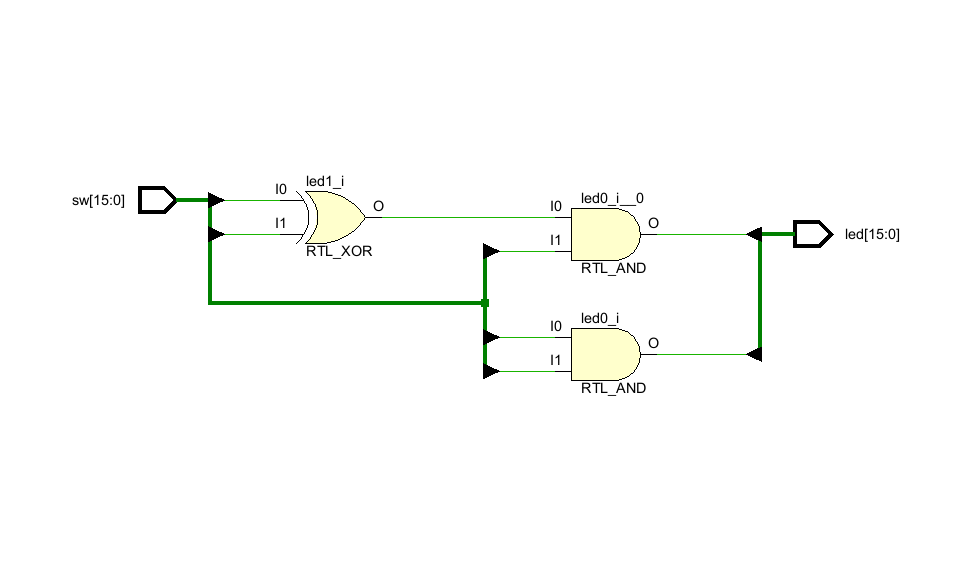 led1_i
sw[15:0]
I0
I1
O
RTL_XOR
led0_i__0
I0
I1
O
RTL_AND
led[15:0]
led0_i
I0
I1
O
RTL_AND